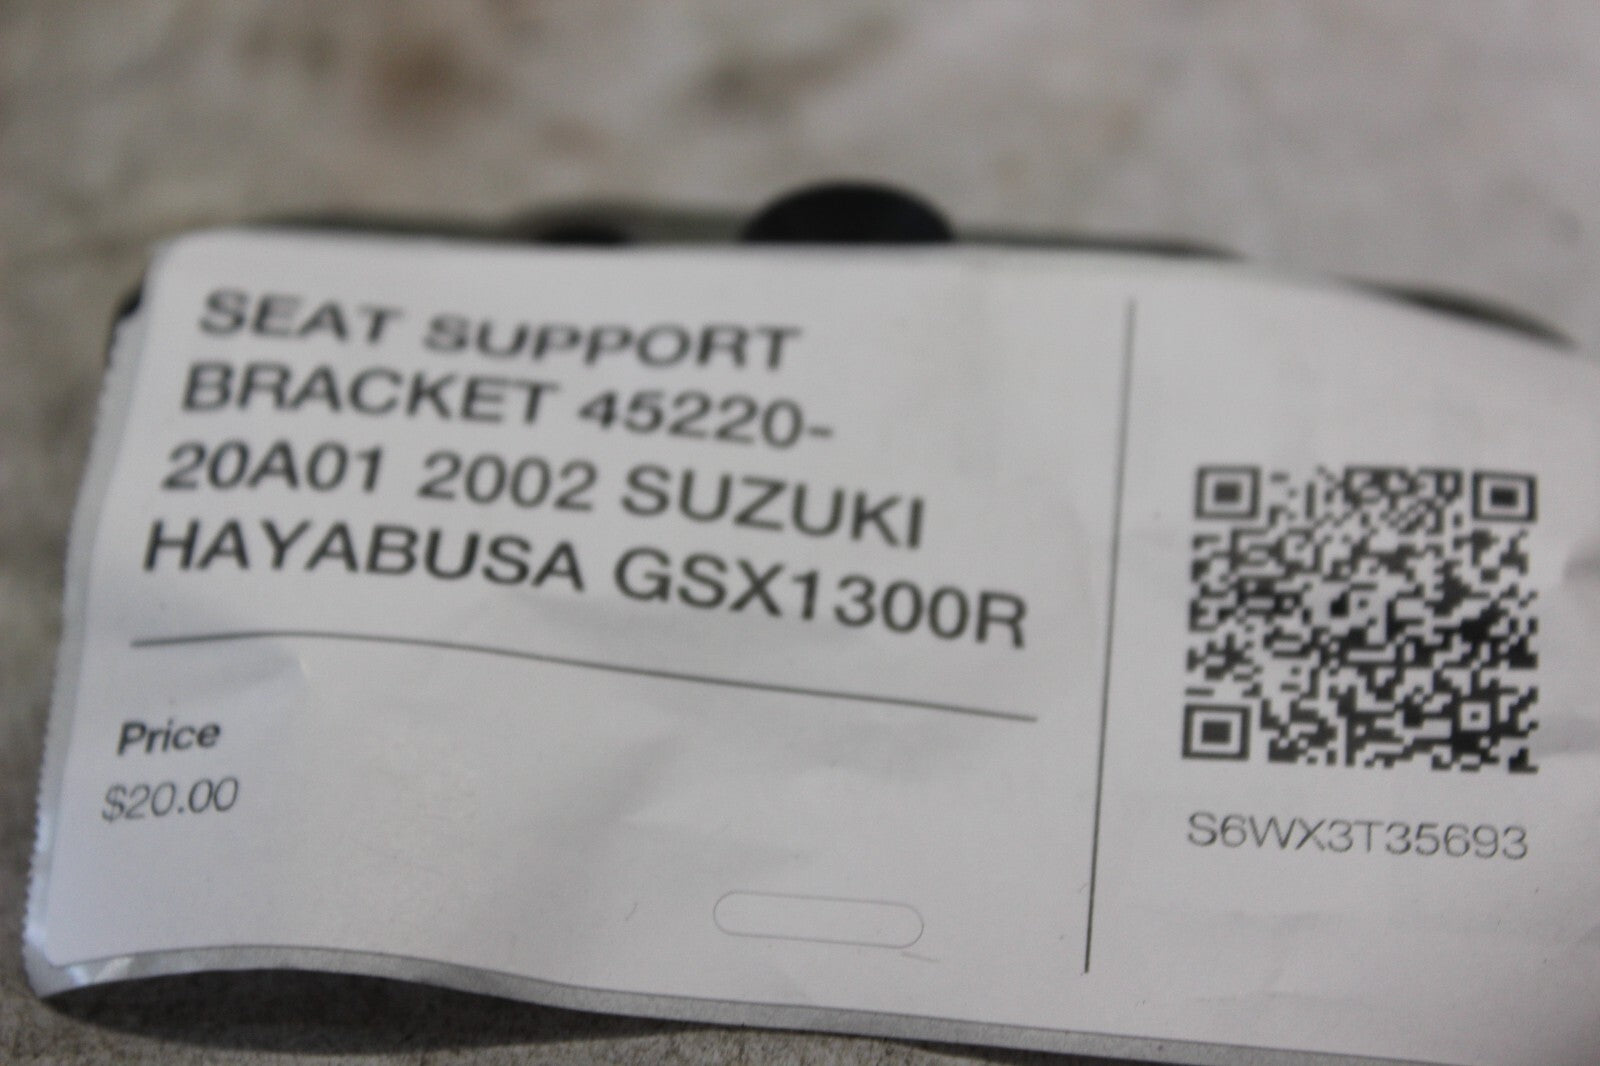 SEAT SUPPORT
BRACKET 45220-
20A01 2002 SUZUKI
HAYABUSA GSX1300R
Price
$20.00
S6WX3T35693